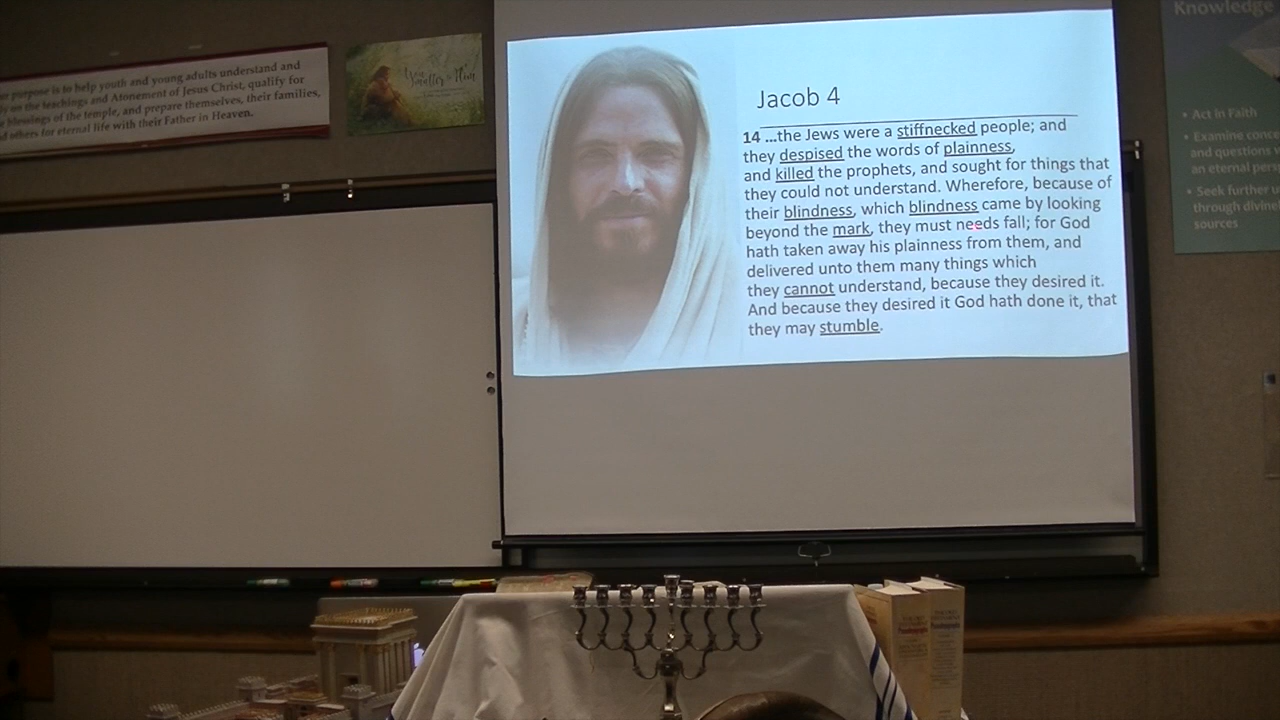 ur purpose is to help youth and young adults understand and
ly on the teachings and Atonement of Jesus Christ, qualify for
blessings of the temple, and prepare themselves, their families,
d others for eternal life with their Father in Heaven.
You
matter to Him
Jacob 4
14 ...the Jews were a stiffnecked people; and
they despised the words of plainness,
and killed the prophets, and sought for things that
they could not understand. Wherefore, because of
their blindness, which blindness came by looking
beyond the mark, they must needs fall; for God
hath taken away his plainness from them, and
delivered unto them many things which
they cannot understand, because they desired it.
And because they desired it God hath done it, that
they may stumble.
Knowledge
• Act in Faith
• Examine conce
and questions
an eternal pers
• Seek further u
through divine
sources